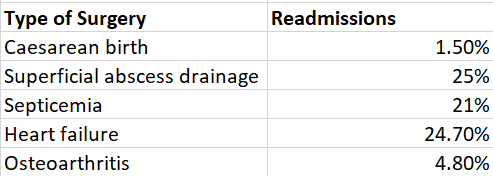 Type of Surgery Readmissions
Caesarean birth 1.50%
Superficial abscess drainage 25%
Septicemia 21%
Heart failure 24.70%
Osteoarthritis 4.80%